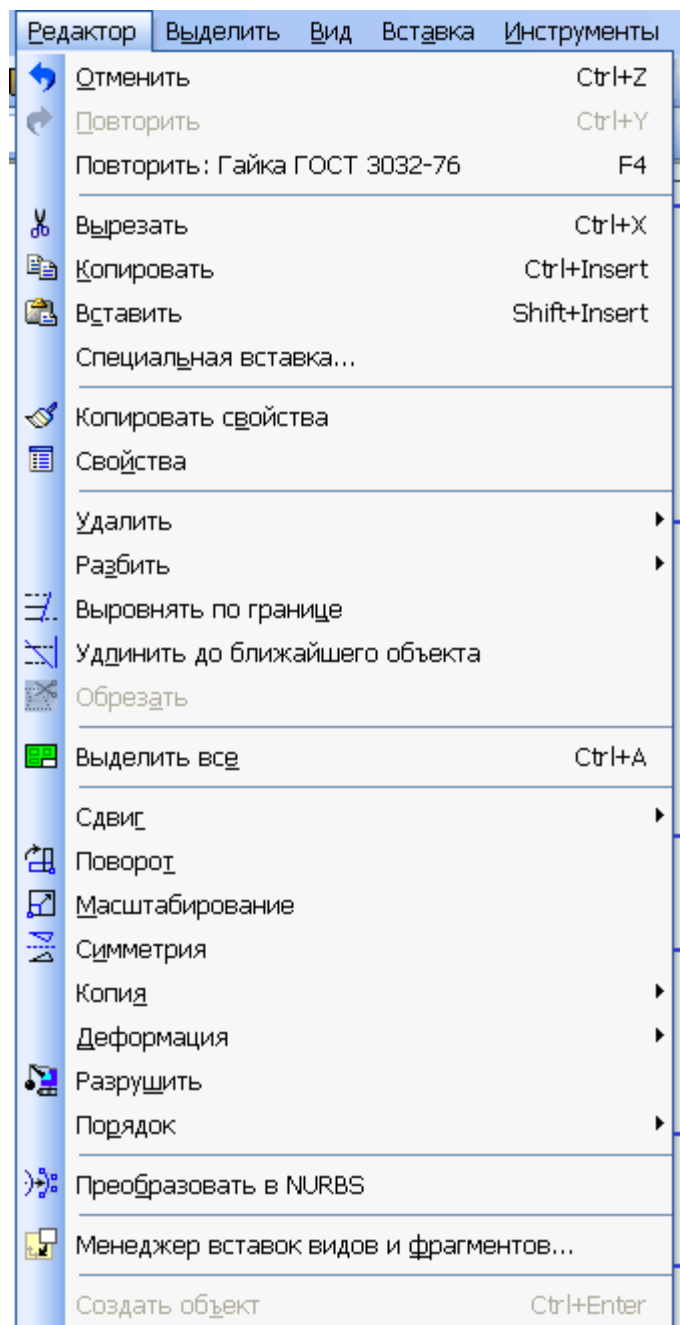 Редактор Выделить Вид Вставка Инструменты
Отменить Ctrl+Z
Повторить Ctrl+Y
Повторить: Гайка ГОСТ 3032-76 F4
Вырезать Ctrl+X
Копировать Ctrl+Insert
Вставить Shift+Insert
Специальная вставка...
Копировать свойства
Свойства
Удалить
Разбить
Выровнять по границе
Удлинить до ближайшего объекта
Обрезать
Выделить все Ctrl+A
Сдвиг
Поворот
Масштабирование
Симметрия
Копия
Деформация
Разрушить
Порядок
Преобразовать в NURBS
Менеджер вставок видов и фрагментов...
Создать объект Ctrl+Enter